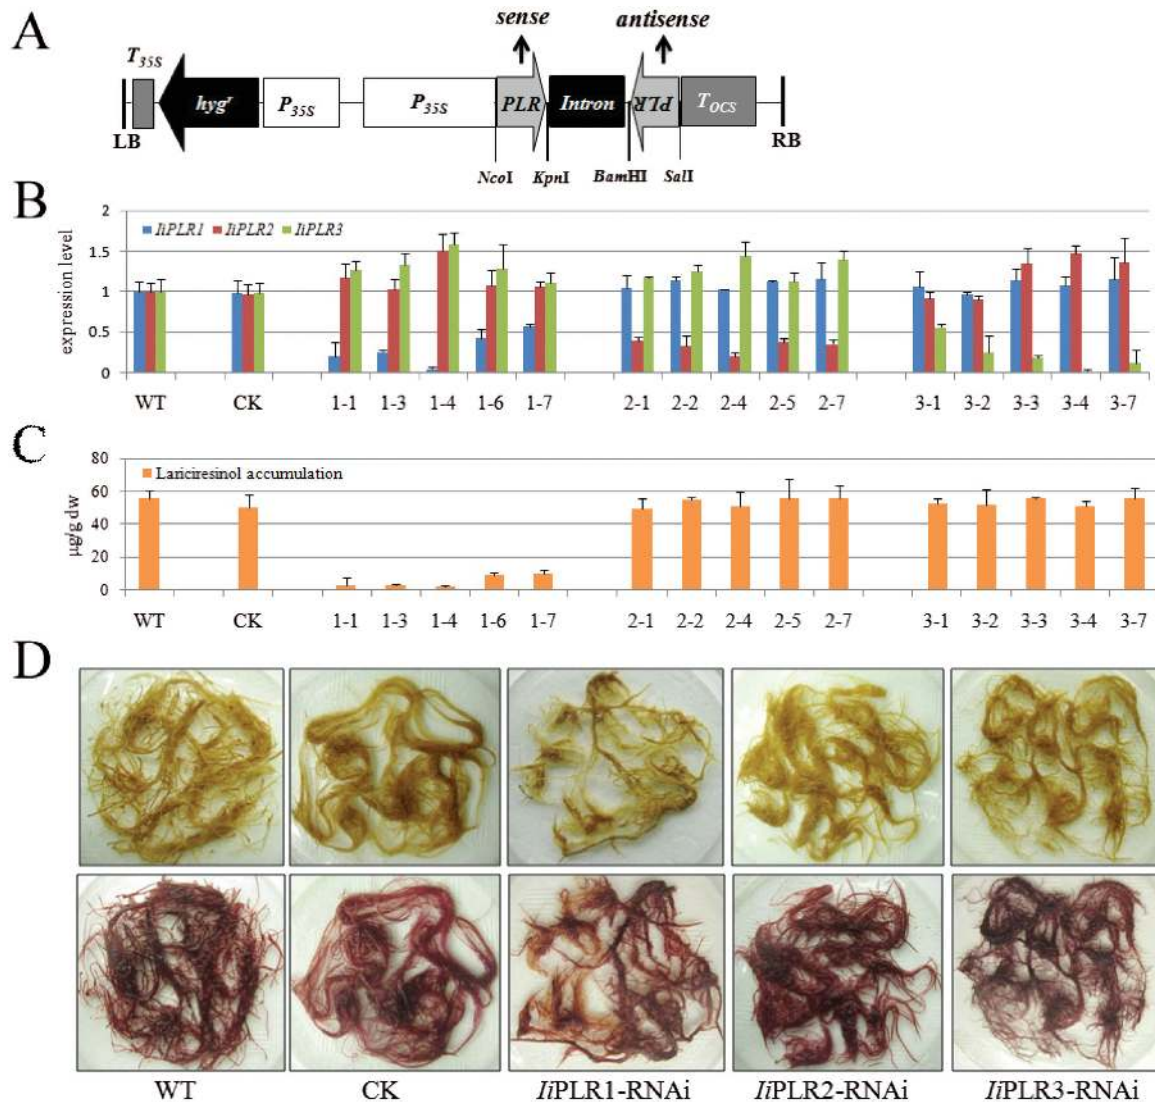 A
sense antisense
T35S
hygr P35S P35S PLR Intron PLR TOCS
LB RB
NcoI KpnI BamHI SalI
B
2
IiPLR1 IiPLR2 IiPLR3
1.5
1
0.5
0
expression level
WT CK 1-1 1-3 1-4 1-6 1-7 2-1 2-2 2-4 2-5 2-7 3-1 3-2 3-3 3-4 3-7
C
80
Lariciresinol accumulation
60
40
20
0
µg/g dw
WT CK 1-1 1-3 1-4 1-6 1-7 2-1 2-2 2-4 2-5 2-7 3-1 3-2 3-3 3-4 3-7
D
WT CK IiPLR1-RNAi IiPLR2-RNAi IiPLR3-RNAi